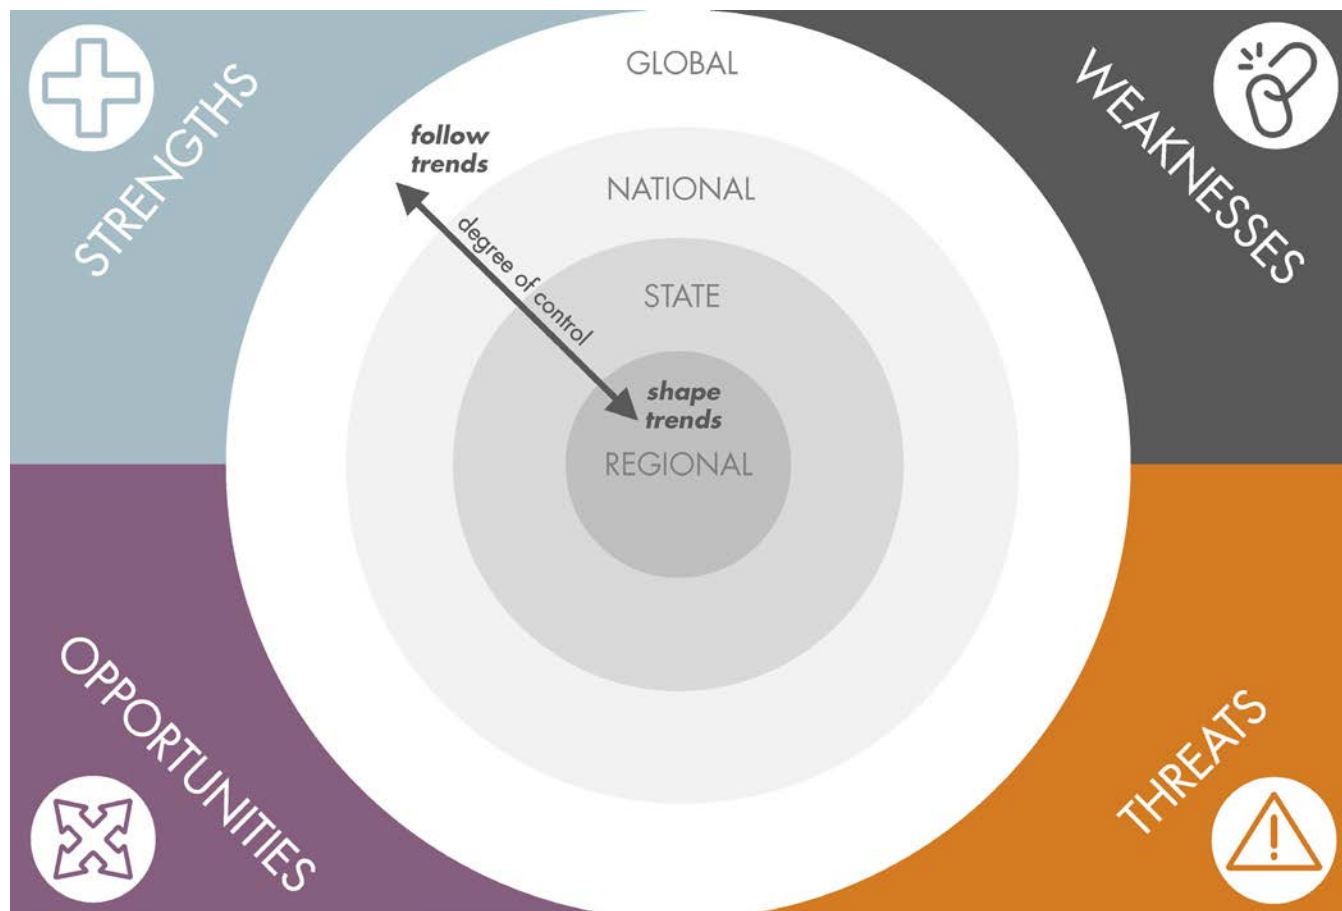 STRENGTHS
GLOBAL
WEAKNESSES
follow
trends
NATIONAL
degree of control
STATE
shape
trends
REGIONAL
OPPORTUNITIES
THREATS